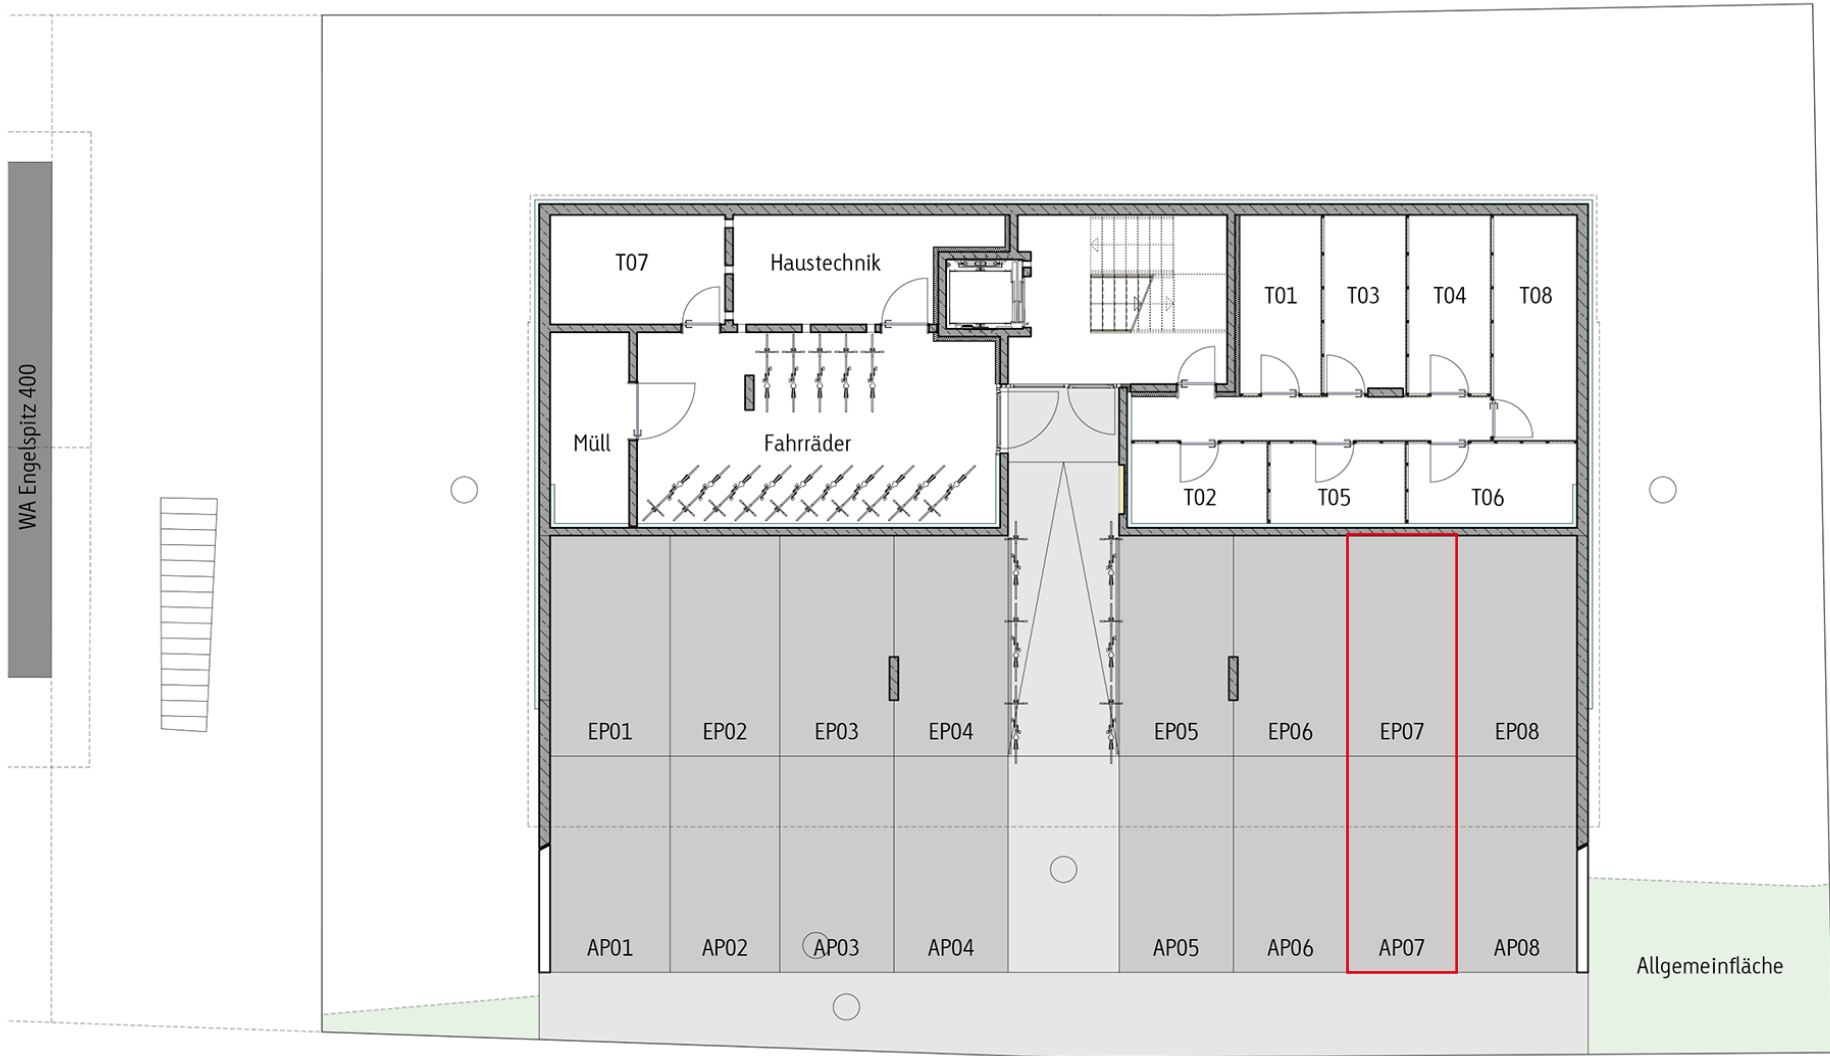 WA Engelspitz 400
T07
Haustechnik
T01
T03
T04
T08
Müll
Fahrräder
T02
T05
T06
EP01
EP02
EP03
EP04
EP05
EP06
EP07
EP08
AP01
AP02
AP03
AP04
AP05
AP06
AP07
AP08
Allgemeinfläche